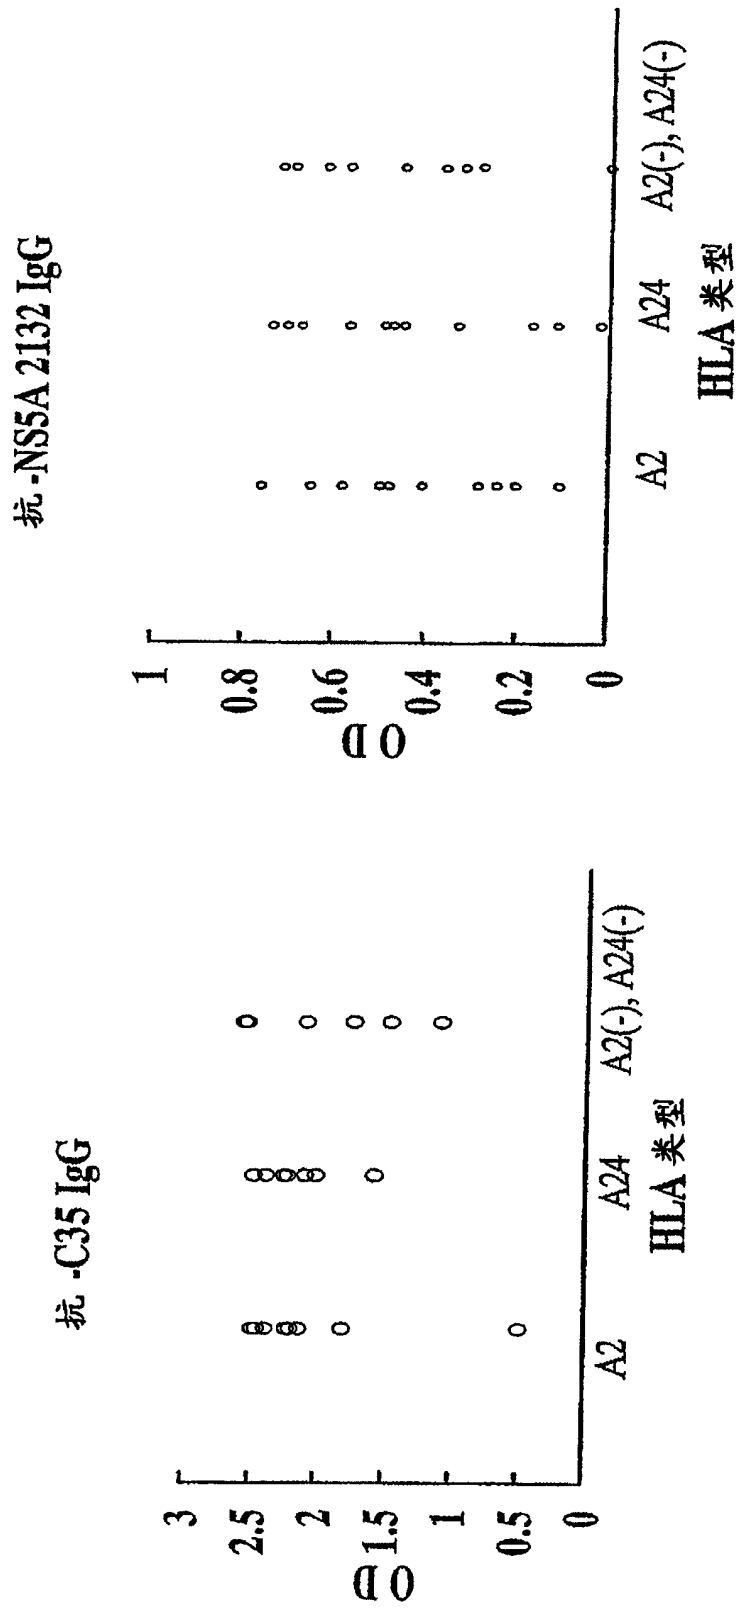 抗 -C35 IgG
O D
3
2.5
2
1.5
1
0.5
0
A2
A24
A2(-), A24(-)
HLA 类型
抗 -NS5A 2132 IgG
O D
1
0.8
0.6
0.4
0.2
0
A2
A24
A2(-), A24(-)
HLA 类型